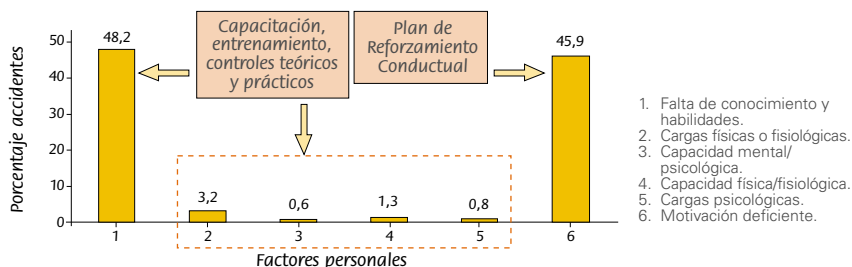 Capacitación,
entrenamiento,
controles teóricos
y prácticos
Plan de
Reforzamiento
Conductual
Porcentaje accidentes
50
40
30
20
10
0
48,2
3,2
0,6
1,3
0,8
45,9
1
2
3
4
5
6
Factores personales
1. Falta de conocimiento y
habilidades.
2. Cargas físicas o fisiológicas.
3. Capacidad mental/
psicológica.
4. Capacidad física/fisiológica.
5. Cargas psicológicas.
6. Motivación deficiente.